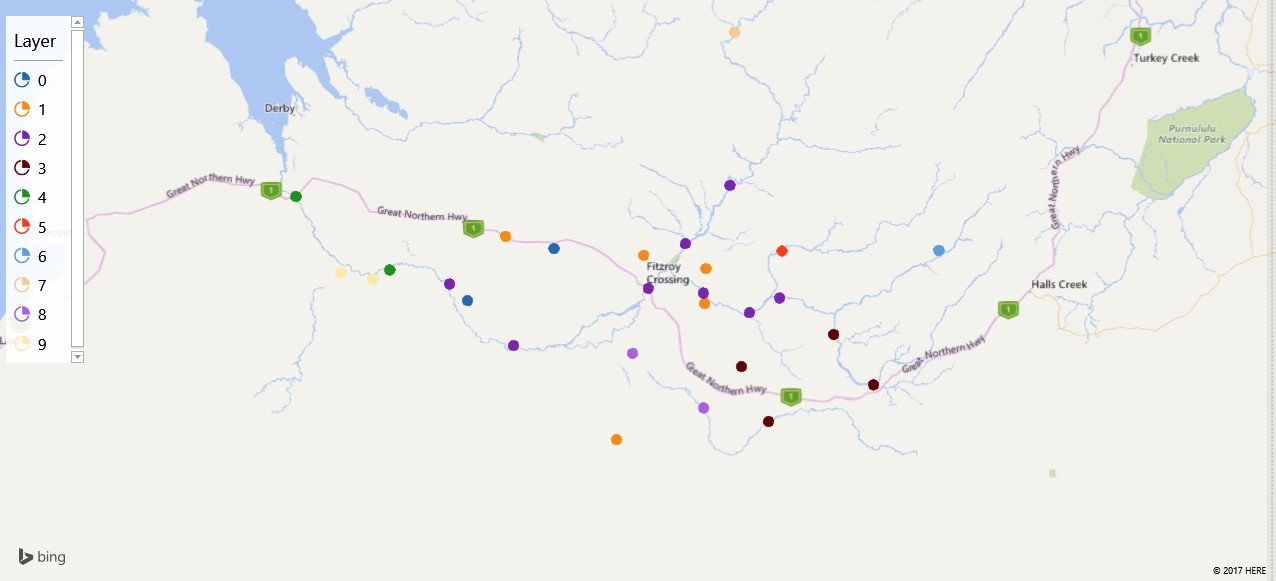 Layer
0
1
2
3
4
5
6
7
8
9
Derby
1
Great Northern Hwy
1
Great Northern Hwy
1
Fitzroy
Crossing
Great Northern Hwy
1
Great Northern Hwy
1
Halls Creek
Great Northern Hwy
1
Turkey Creek
Purnululu
National Park
bing
© 2017 HERE